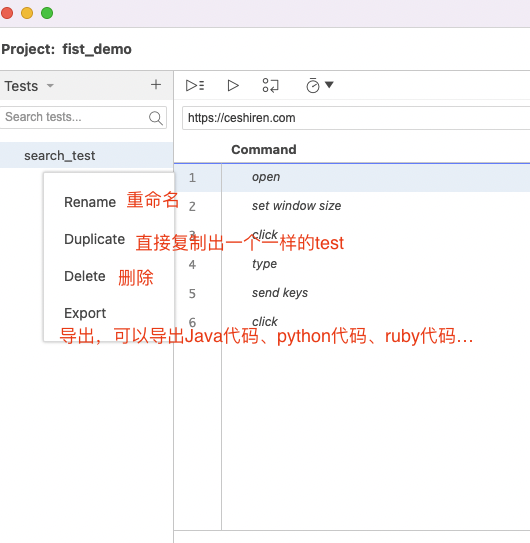 Project: fist_demo
Tests
Search tests...
https://ceshiren.com
search_test
Command
1 open
2 set window size
3 click
4 type
5 send keys
6 click
Rename 重命名
Duplicate 直接复制出一个一样的test
Delete 删除
Export
导出，可以导出Java代码、python代码、ruby代码...